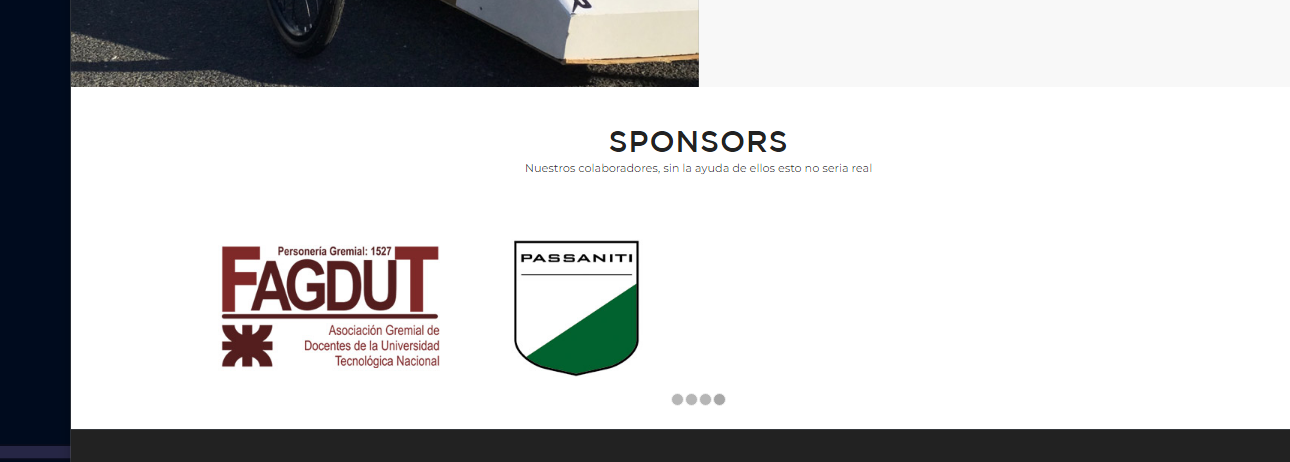 SPONSORS
Nuestros colaboradores, sin la ayuda de ellos esto no seria real
Personería Gremial: 1527
FAGDUT
Asociación Gremial de
Docentes de la Universidad
Tecnológica Nacional
PASSANITI